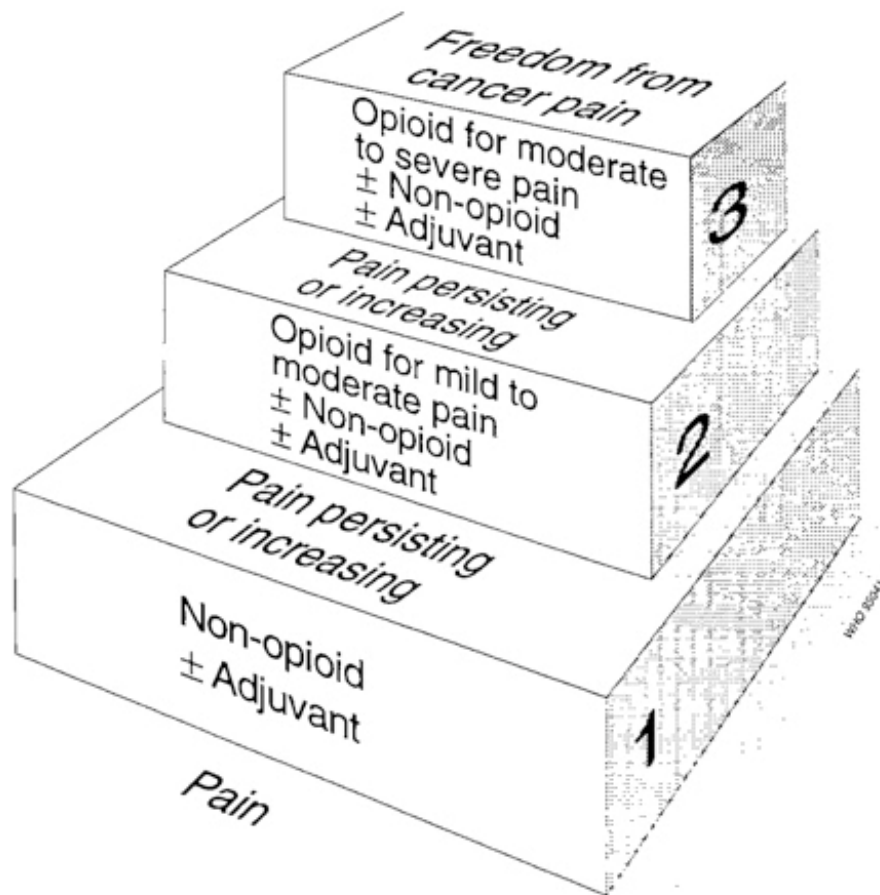 Freedom from
cancer pain
Opioid for moderate
to severe pain
± Non-opioid
± Adjuvant
3
Pain persisting
or increasing
Opioid for mild to
moderate pain
± Non-opioid
± Adjuvant
2
Pain persisting
or increasing
Non-opioid
± Adjuvant
1
Pain
WHO